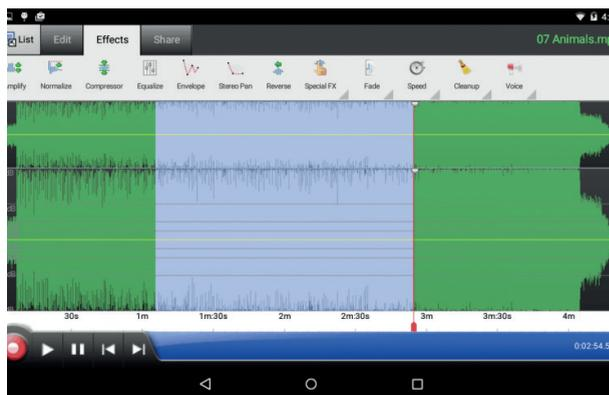 4:
List Edit Effects Share 07 Animals.mp
mplify Normalize Compressor Equalize Envelope Stereo Pan Reverse Special FX Fade Speed Cleanup Voice
30s 1m 1m:30s 2m 2m:30s 3m 3m:30s 4m
0:02:54.5